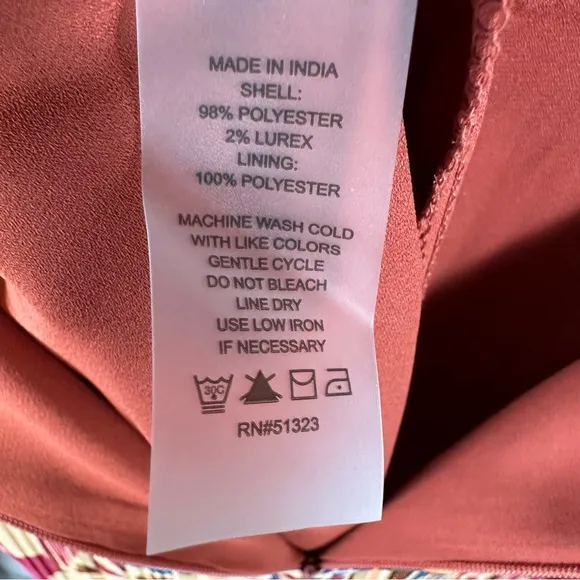 MADE IN INDIA
SHELL:
98% POLYESTER
2% LUREX
LINING:
100% POLYESTER
MACHINE WASH COLD
WITH LIKE COLORS
GENTLE CYCLE
DO NOT BLEACH
LINE DRY
USE LOW IRON
IF NECESSARY
30C
RN#51323